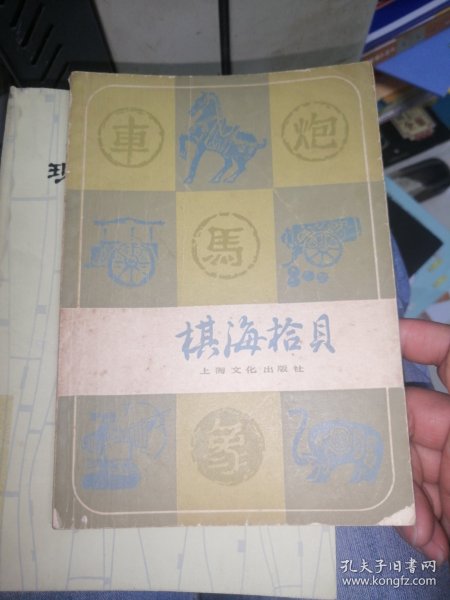 車
炮
馬
棋海拾貝
上海文化出版社
象
孔夫子旧书网
www.kongfz.com